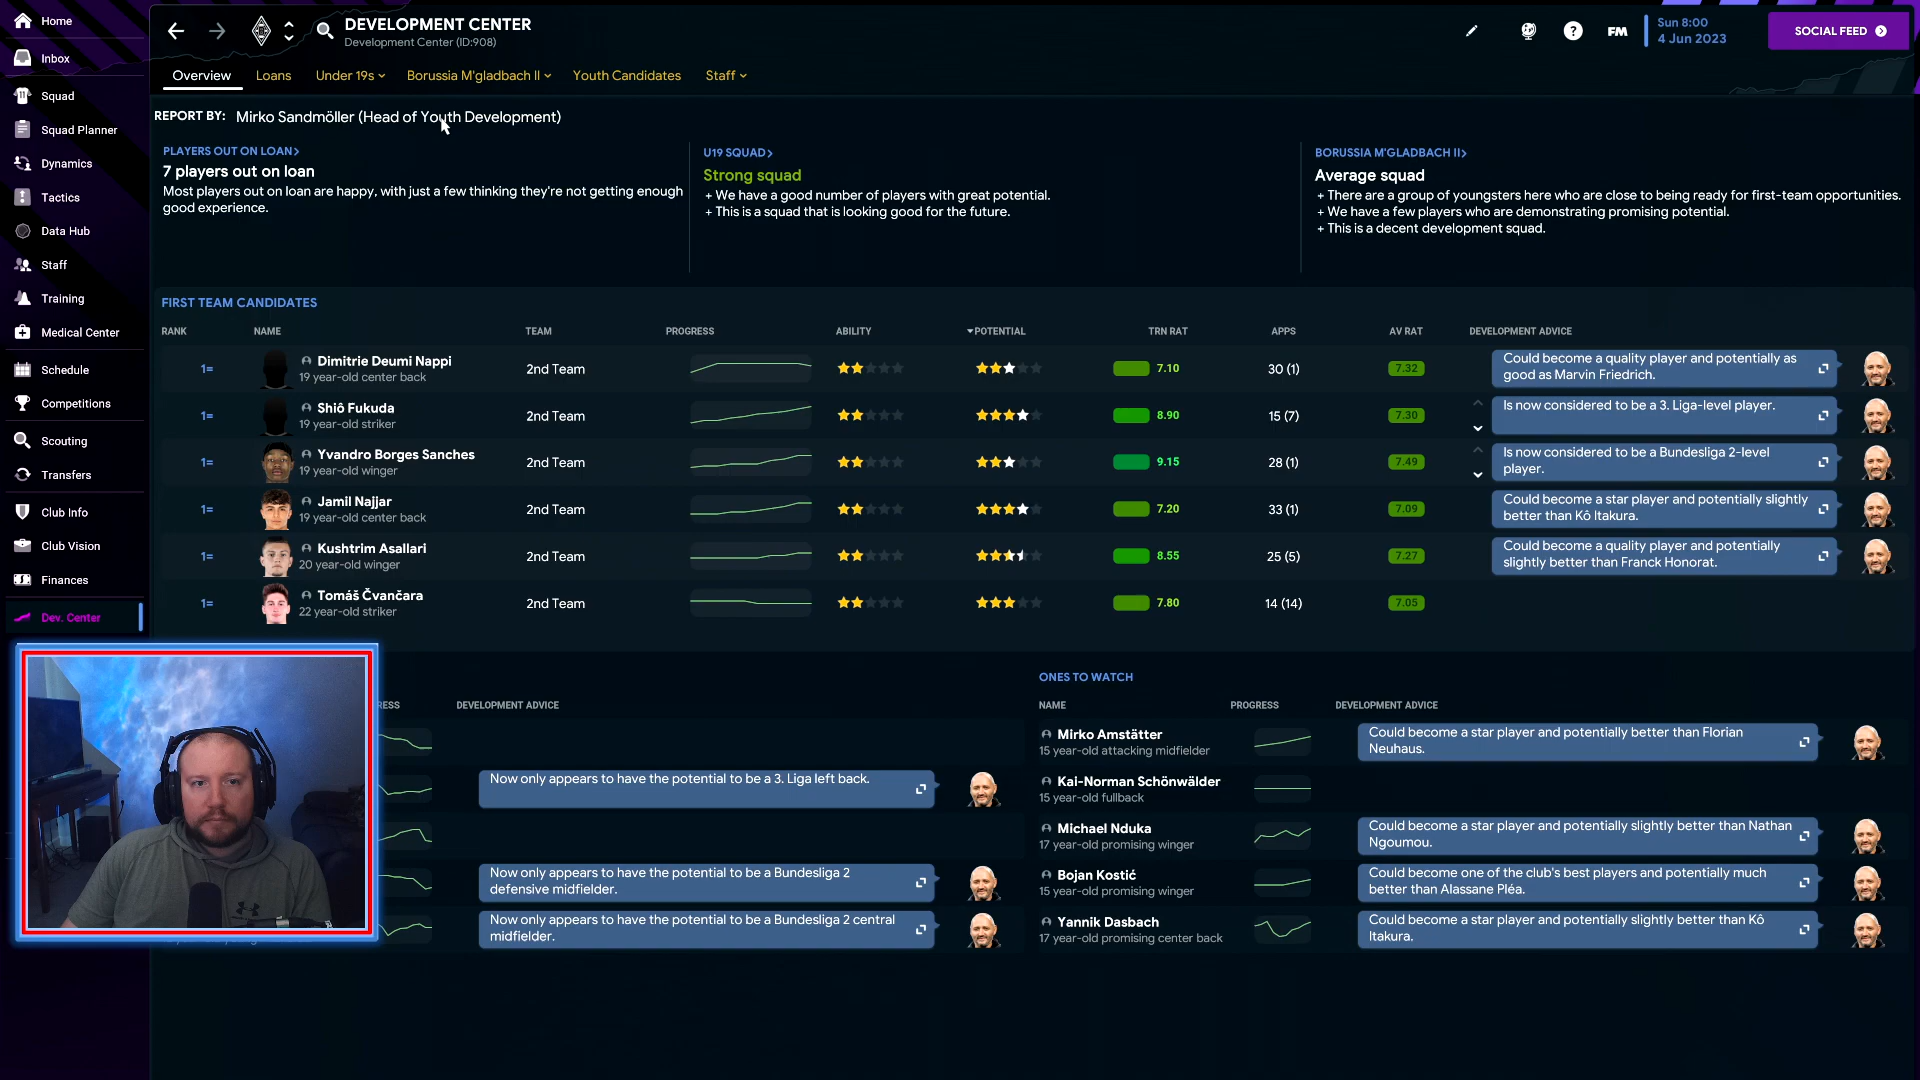 Home
Inbox
Squad
Squad Planner
Dynamics
Tactics
Data Hub
Staff
Training
Medical Center
Schedule
Competitions
Scouting
Transfers
Club Info
Club Vision
Finances
Dev. Center
DEVELOPMENT CENTER
Development Center (ID:908)
? FM Sun 8:00
4 Jun 2023
SOCIAL FEED
Overview Loans Under 19s Borussia M'gladbach II Youth Candidates Staff
REPORT BY: Mirko Sandmöller (Head of Youth Development)
PLAYERS OUT ON LOAN>
7 players out on loan
Most players out on loan are happy, with just a few thinking they're not getting enough
good experience.
U19 SQUAD>
Strong squad
+ We have a good number of players with great potential.
+ This is a squad that is looking good for the future.
BORUSSIA M'GLADBACH II>
Average squad
+ There are a group of youngsters here who are close to being ready for first-team opportunities.
+ We have a few players who are demonstrating promising potential.
+ This is a decent development squad.
FIRST TEAM CANDIDATES
RANK NAME TEAM PROGRESS ABILITY POTENTIAL TRN RAT APPS AV RAT DEVELOPMENT ADVICE
1= Dimitrie Deumi Nappi 2nd Team 7.10 30 (1) 7.32 Could become a quality player and potentially as
19 year-old center back good as Marvin Friedrich.
1= Shiô Fukuda 2nd Team 8.90 15 (7) 7.30 Is now considered to be a 3. Liga-level player.
19 year-old striker
1= Yvandro Borges Sanches 2nd Team 9.15 28 (1) 7.49 Is now considered to be a Bundesliga 2-level
19 year-old winger player.
1= Jamil Najjar 2nd Team 7.20 33 (1) 7.09 Could become a star player and potentially slightly
19 year-old center back better than Kô Itakura.
1= Kushtrim Asallari 2nd Team 8.55 25 (5) 7.27 Could become a quality player and potentially
20 year-old winger slightly better than Franck Honorat.
1= Tomáš Čvančara 2nd Team 7.80 14 (14) 7.05
22 year-old striker
DEVELOPMENT ADVICE
Now only appears to have the potential to be a 3. Liga left back.
Now only appears to have the potential to be a Bundesliga 2
defensive midfielder.
Now only appears to have the potential to be a Bundesliga 2 central
midfielder.
ONES TO WATCH
NAME PROGRESS DEVELOPMENT ADVICE
Mirko Amstätter Could become a star player and potentially better than Florian
15 year-old attacking midfielder Neuhaus.
Kai-Norman Schönwälder
15 year-old fullback
Michael Nduka Could become a star player and potentially slightly better than Nathan
17 year-old promising winger Ngoumou.
Bojan Kostić Could become one of the club's best players and potentially much
15 year-old promising winger better than Alassane Pléa.
Yannik Dasbach Could become a star player and potentially slightly better than Kô
17 year-old promising center back Itakura.